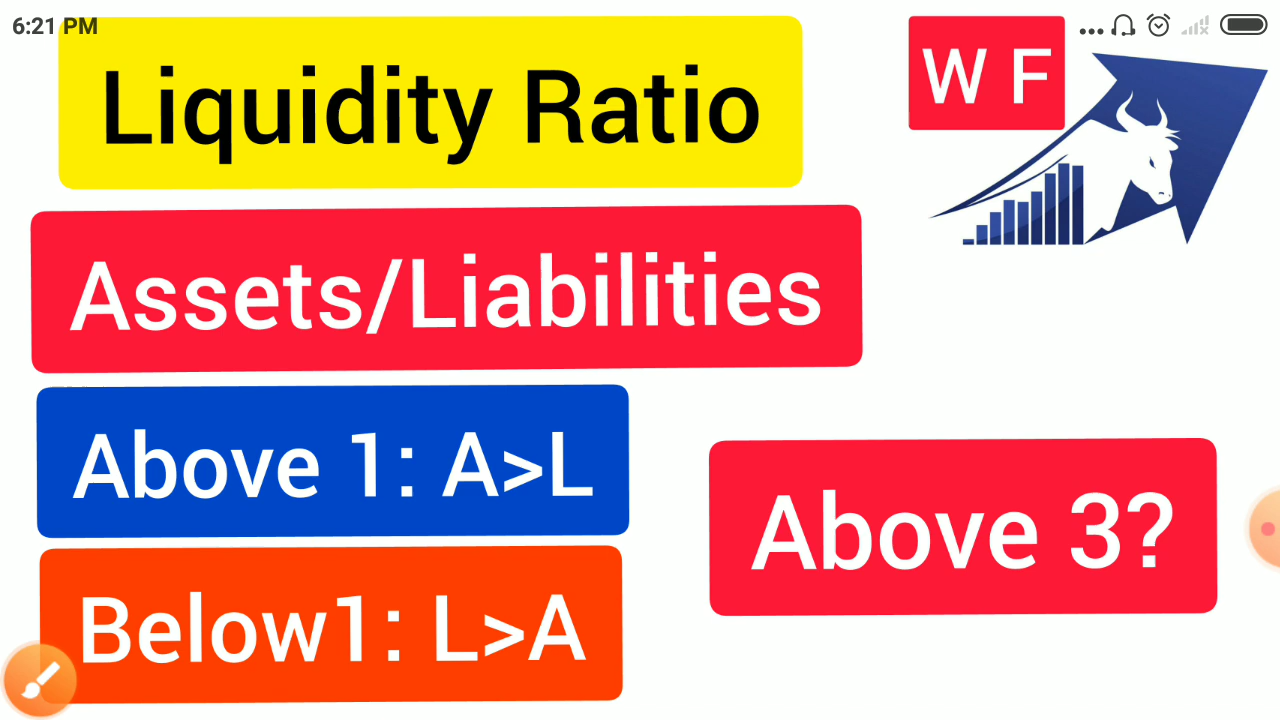 6:21 PM
Liquidity Ratio
W F
Assets/Liabilities
Above 1: A>L
Above 3?
Below1: L>A